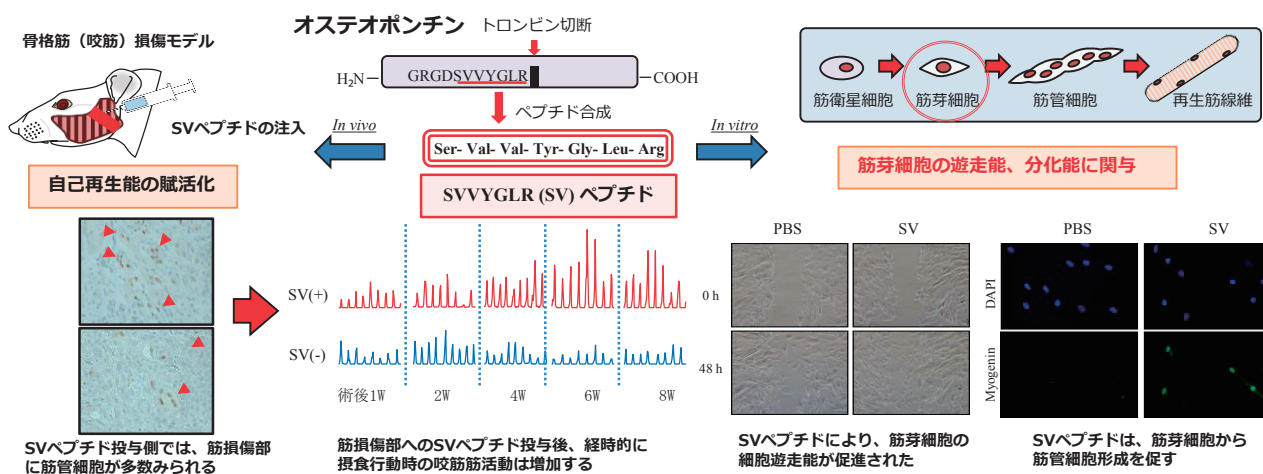 骨格筋（咬筋）損傷モデル
SVペプチドの注入
自己再生能の賦活化
オステオポンチン
トロンビン切断
H₂N
GRGDSVVYGLR
COOH
ペプチド合成
In vivo
In vitro
Ser- Val- Val- Tyr- Gly- Leu- Arg
SVVYGLR (SV) ペプチド
筋衛星細胞
筋芽細胞
筋管細胞
再生筋線維
筋芽細胞の遊走能、分化能に関与
SVペプチド投与側では、筋損傷部
に筋管細胞が多数みられる
SV(+)
SV(-)
術後1W
2W
4W
6W
8W
筋損傷部へのSVペプチド投与後、経時的に
摂食行動時の咬筋筋活動は増加する
PBS
SV
0 h
48 h
SVペプチドにより、筋芽細胞の
細胞遊走能が促進された
PBS
SV
DAPI
Myogenin
SVペプチドは、筋芽細胞から
筋管細胞形成を促す